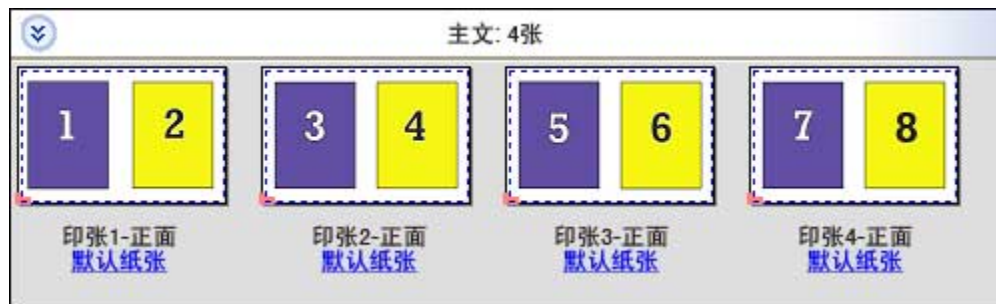 主文: 4张
1 2 3 4 5 6 7 8
印张1-正面 印张2-正面 印张3-正面 印张4-正面
默认纸张 默认纸张 默认纸张 默认纸张